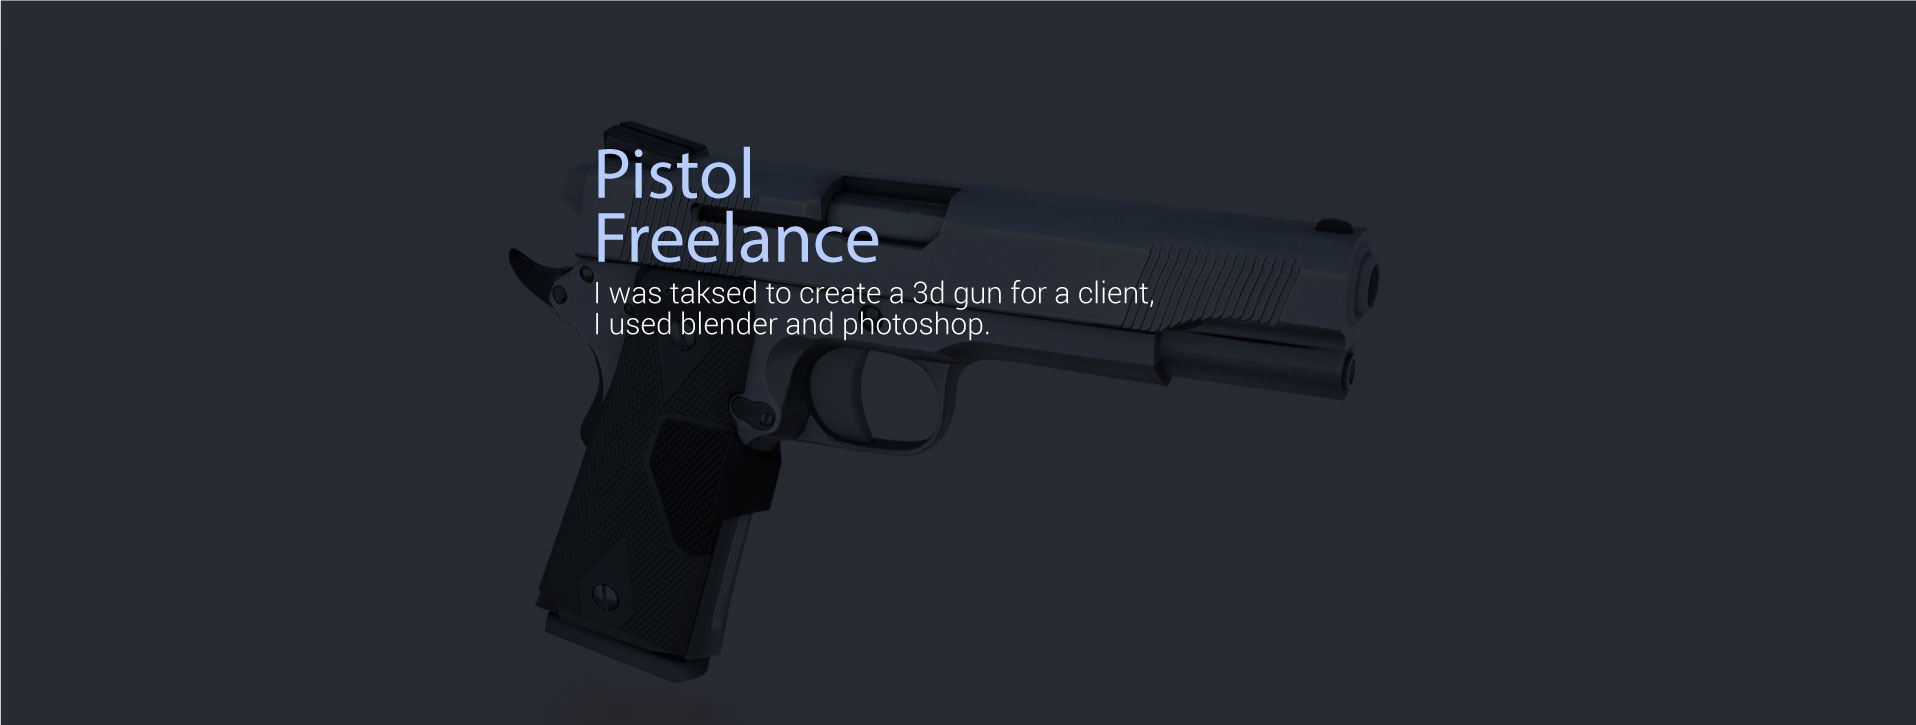 Pistol
Freelance
I was taksed to create a 3d gun for a client,
I used blender and photoshop.